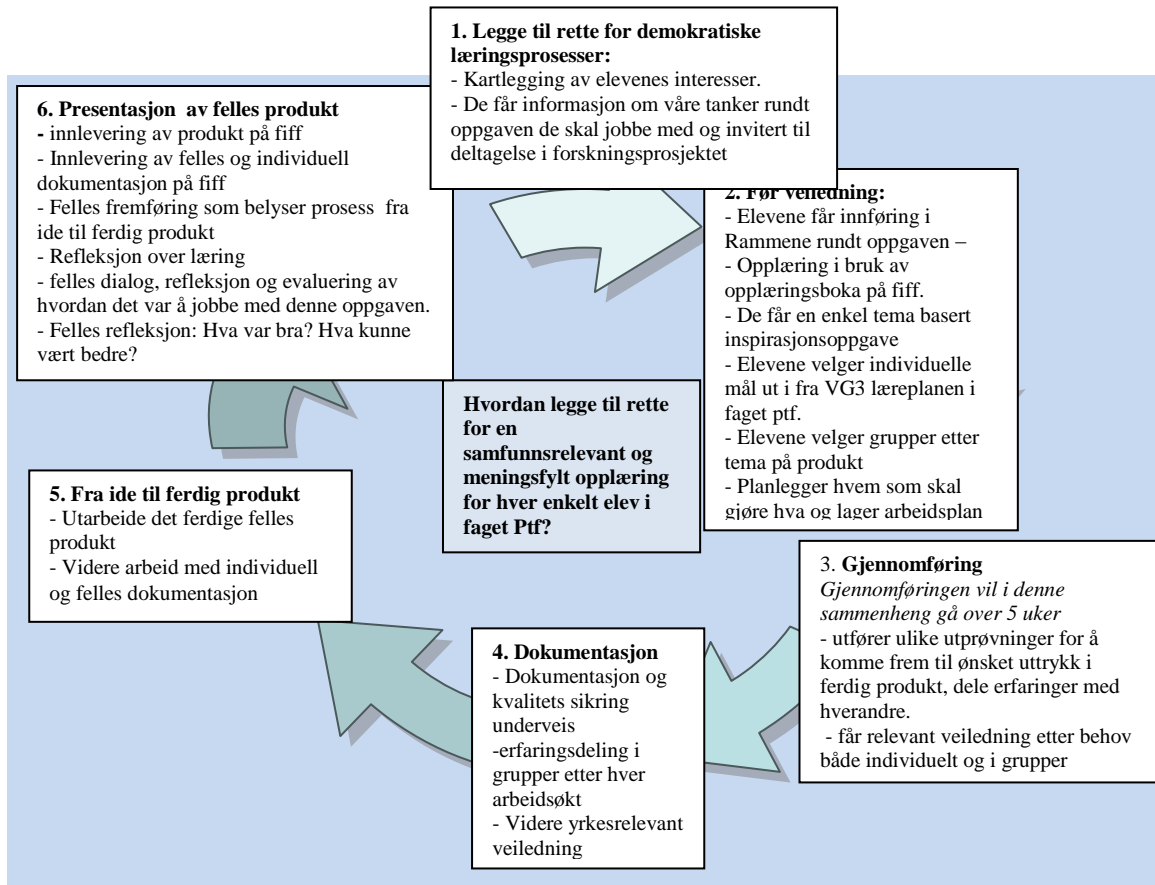 1. Legge til rette for demokratiske
læringsprosesser:
- Kartlegging av elevenes interesser.
- De får informasjon om våre tanker rundt
oppgaven de skal jobbe med og invitert til
deltagelse i forskningsprosjektet
2. Før veiledning:
- Elevene får innføring i
Rammene rundt oppgaven –
- Opplæring i bruk av
opplæringsboka på fiff.
- De får en enkel tema basert
inspirasjonsoppgave
- Elevene velger individuelle
mål ut i fra VG3 læreplanen i
faget ptf.
- Elevene velger grupper etter
tema på produkt
- Planlegger hvem som skal
gjøre hva og lager arbeidsplan
3. Gjennomføring
Gjennomføringen vil i denne
sammenheng gå over 5 uker
- utfører ulike utprøvninger for å
komme frem til ønsket uttrykk i
ferdig produkt, dele erfaringer med
hverandre.
- får relevant veiledning etter behov
både individuelt og i grupper
4. Dokumentasjon
- Dokumentasjon og
kvalitets sikring
underveis
-erfaringsdeling i
grupper etter hver
arbeidsøkt
- Videre yrkesrelevant
veiledning
5. Fra ide til ferdig produkt
- Utarbeide det ferdige felles
produkt
- Videre arbeid med individuell
og felles dokumentasjon
6. Presentasjon av felles produkt
- innlevering av produkt på fiff
- Innlevering av felles og individuell
dokumentasjon på fiff
- Felles fremføring som belyser prosess fra
ide til ferdig produkt
- Refleksjon over læring
- felles dialog, refleksjon og evaluering av
hvordan det var å jobbe med denne oppgaven.
- Felles refleksjon: Hva var bra? Hva kunne
vært bedre?
Hvordan legge til rette
for en
samfunnsrelevant og
meningsfylt opplæring
for hver enkelt elev i
faget Ptf?